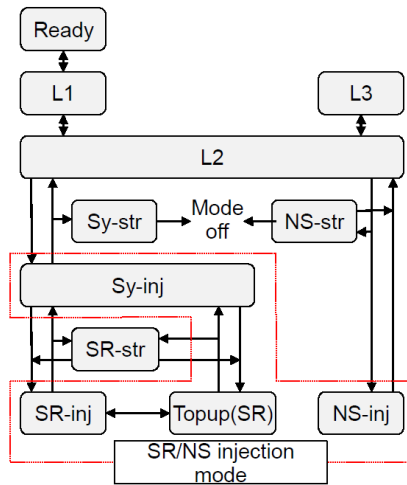 Ready
L1
L3
L2
Sy-str
Mode
off
NS-str
Sy-inj
SR-str
SR-inj
Topup(SR)
NS-inj
SR/NS injection
mode